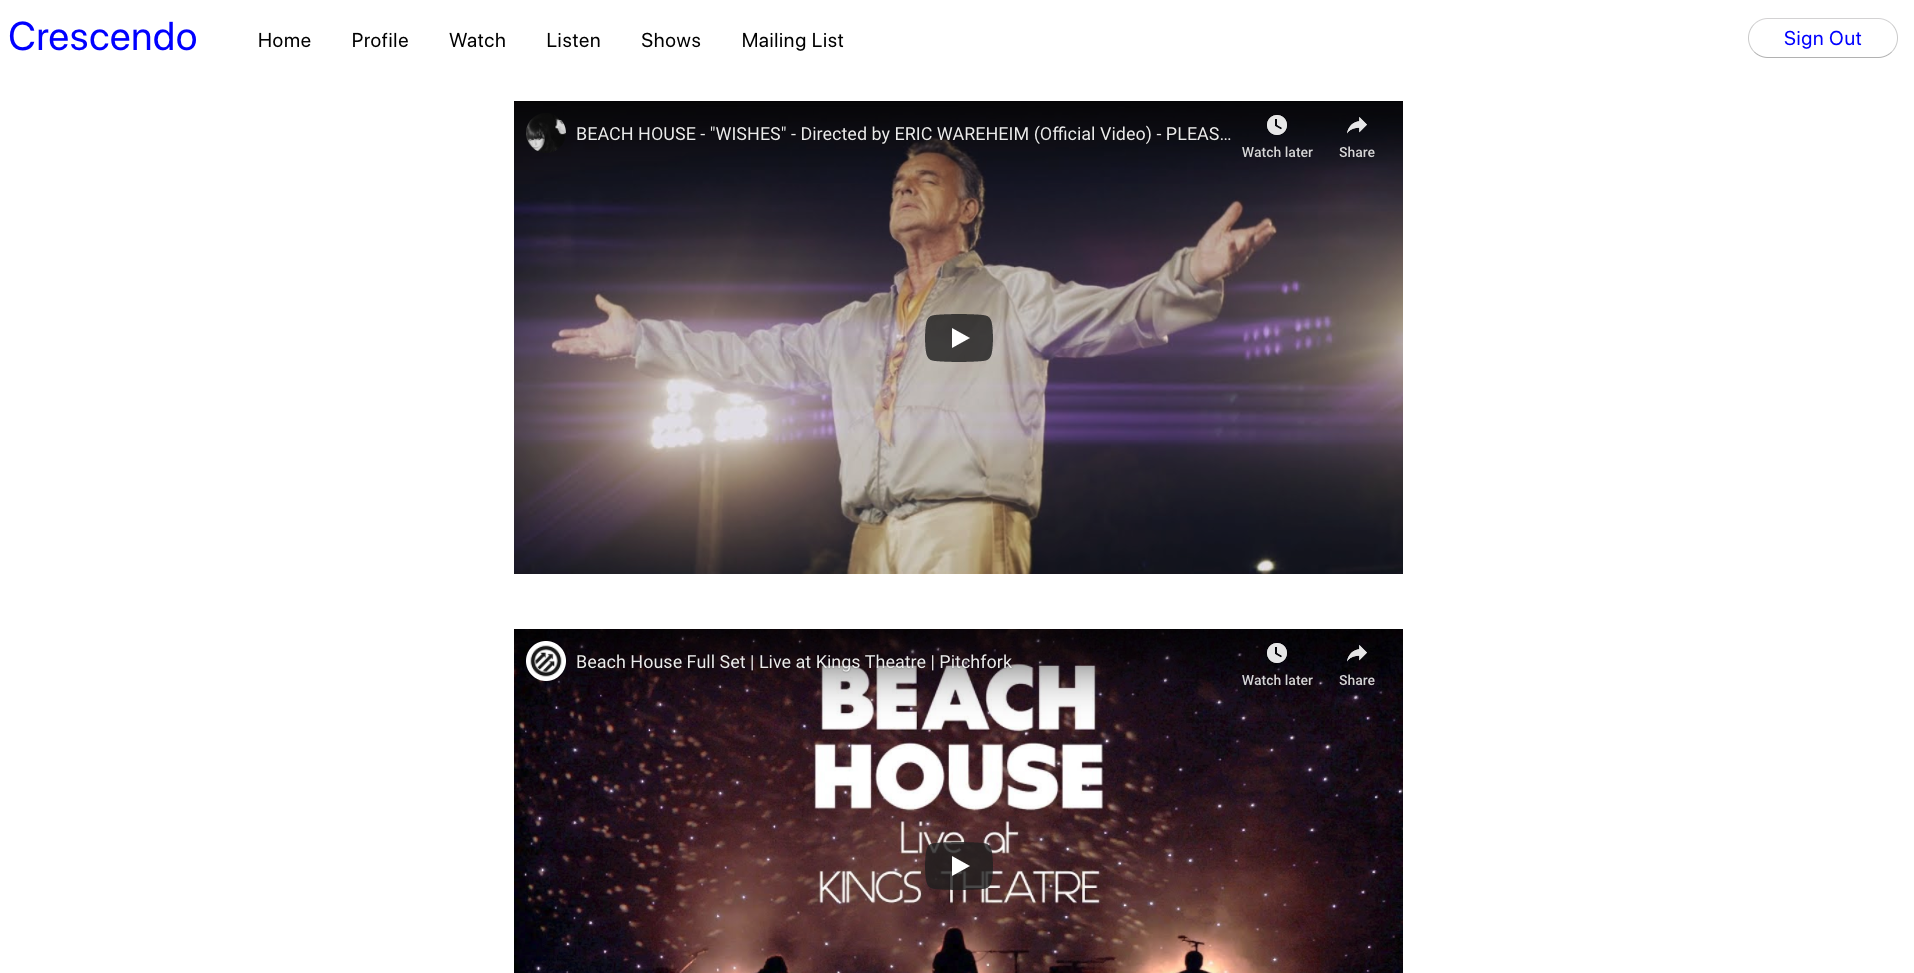 Crescendo
Home Profile Watch Listen Shows Mailing List
Sign Out
BEACH HOUSE - "WISHES" - Directed by ERIC WAREHEIM (Official Video) - PLEAS...
Watch later Share
Beach House Full Set | Live at Kings Theatre | Pitchfork
Watch later Share
BEACH
HOUSE
Live at
KINGS THEATRE